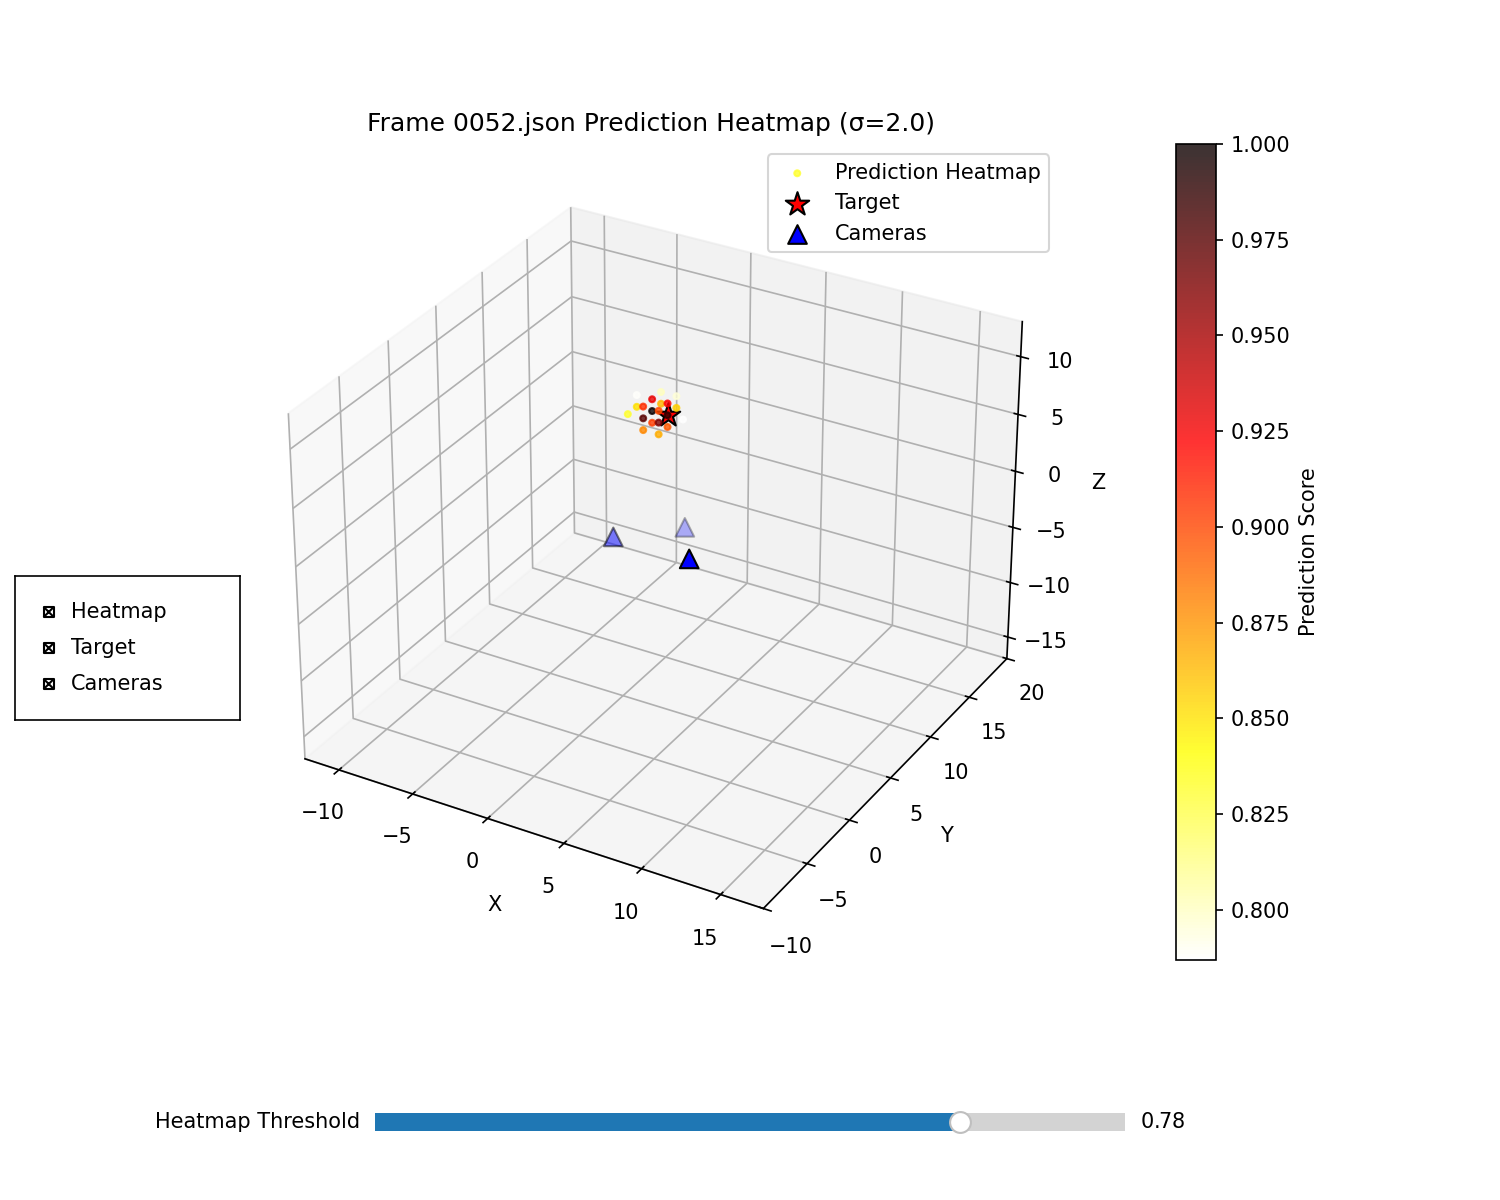 Frame 0052.json Prediction Heatmap (σ=2.0)
Prediction Heatmap
Target
Cameras
1.000
0.975
0.950
0.925
0.900
0.875
0.850
0.825
0.800
Prediction Score
10
5
0
−5
−10
−15
Z
20
15
10
5
0
−5
−10
Y
−10
−5
0
5
10
15
X
Heatmap
Target
Cameras
Heatmap Threshold
0.78